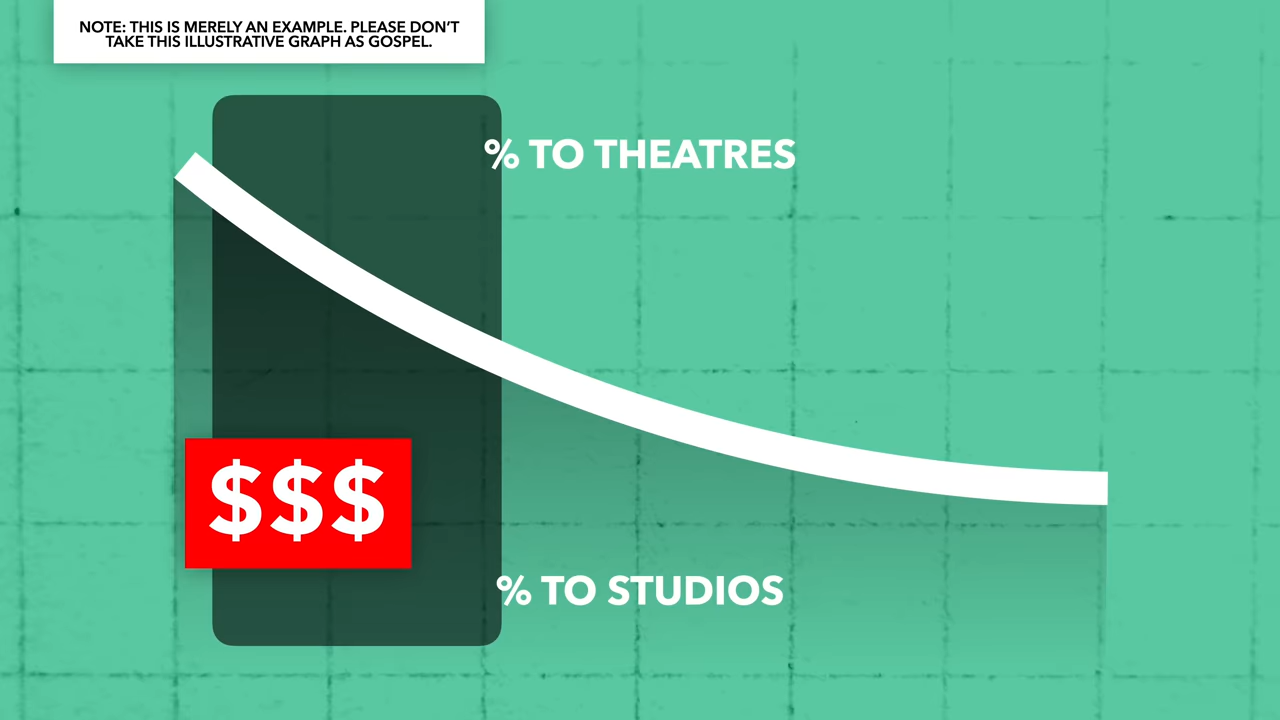 NOTE: THIS IS MERELY AN EXAMPLE. PLEASE DON'T
TAKE THIS ILLUSTRATIVE GRAPH AS GOSPEL.
% TO THEATRES
$$$
% TO STUDIOS